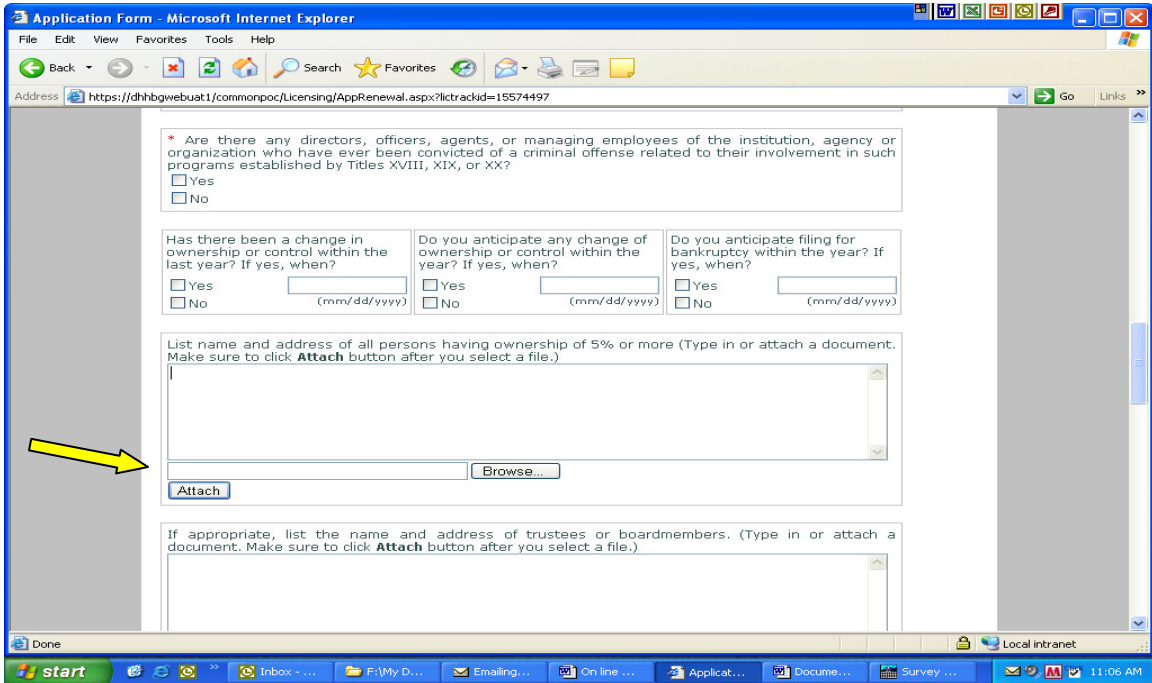 Application Form - Microsoft Internet Explorer
File Edit View Favorites Tools Help
Back Search Favorites
Address https://dhhbgwebuat1/commonpoc/Licensing/AppRenewal.aspx?lictrackid=15574497 Go Links »
* Are there any directors, officers, agents, or managing employees of the institution, agency or
organization who have ever been convicted of a criminal offense related to their involvement in such
programs established by Titles XVIII, XIX, or XX?
Yes
No
Has there been a change in
ownership or control within the
last year? If yes, when?
Yes
No (mm/dd/yyyy)
Do you anticipate any change of
ownership or control within the
year? If yes, when?
Yes
No (mm/dd/yyyy)
Do you anticipate filing for
bankruptcy within the year? If
yes, when?
Yes
No (mm/dd/yyyy)
List name and address of all persons having ownership of 5% or more (Type in or attach a document.
Make sure to click Attach button after you select a file.)
Browse...
Attach
If appropriate, list the name and address of trustees or boardmembers. (Type in or attach a
document. Make sure to click Attach button after you select a file.)
Done Local intranet
start » Inbox - ... F:\My D... Emailing... On line ... Applicat... Docume... Survey ... 11:06 AM